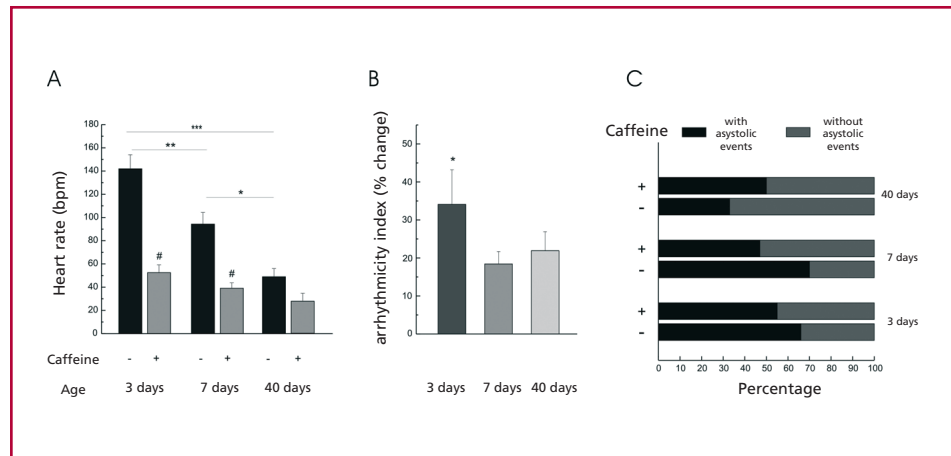 A
Heart rate (bpm)
180
160
140
120
100
80
60
40
20
0
***
**
*
#
#
Caffeine - + - + - +
Age 3 days 7 days 40 days
B
arrhythmicity index (% change)
50
40
30
20
10
0
*
3 days 7 days 40 days
C
Caffeine
with asystolic events
without asystolic events
+
-
40 days
+
-
7 days
+
-
3 days
0 10 20 30 40 50 60 70 80 90 100
Percentage